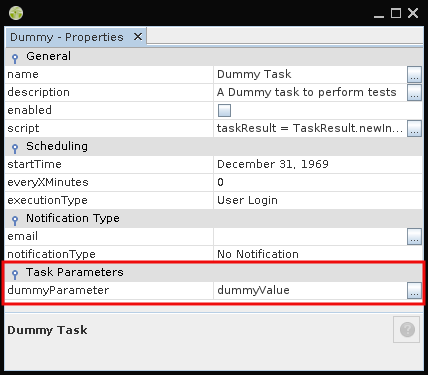 Dummy - Properties X
General
name Dummy Task ...
description A Dummy task to perform tests ...
enabled
script taskResult = TaskResult.newIn... ...
Scheduling
startTime December 31, 1969
everyXMinutes 0
executionType User Login
Notification Type
email ...
notificationType No Notification
Task Parameters
dummyParameter dummyValue ...
Dummy Task ?